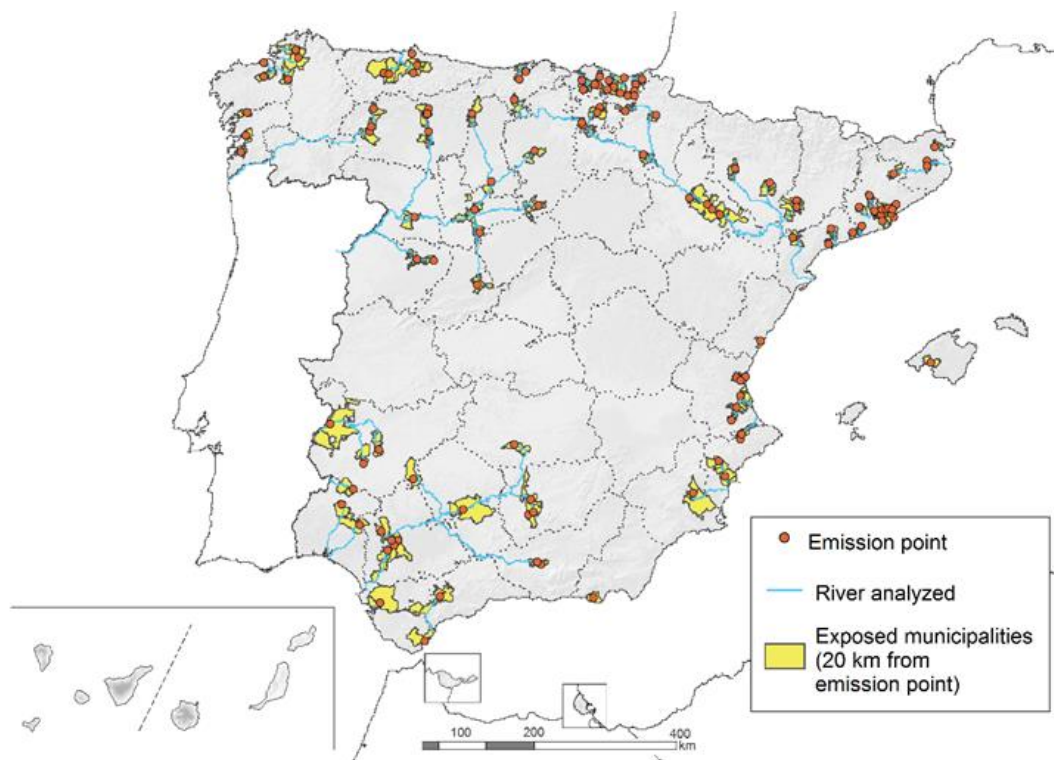 Emission point
River analyzed
Exposed municipalities
(20 km from
emission point)
100 200 400
km